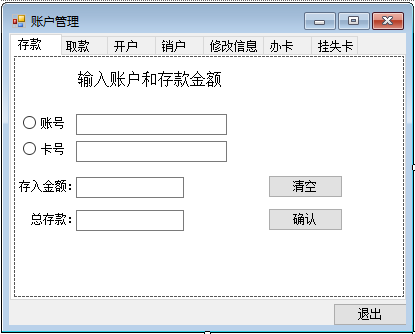 账户管理
存款 取款 开户 销户 修改信息 办卡 挂失卡
输入账户和存款金额
账号
卡号
存入金额: 清空
总存款: 确认
退出